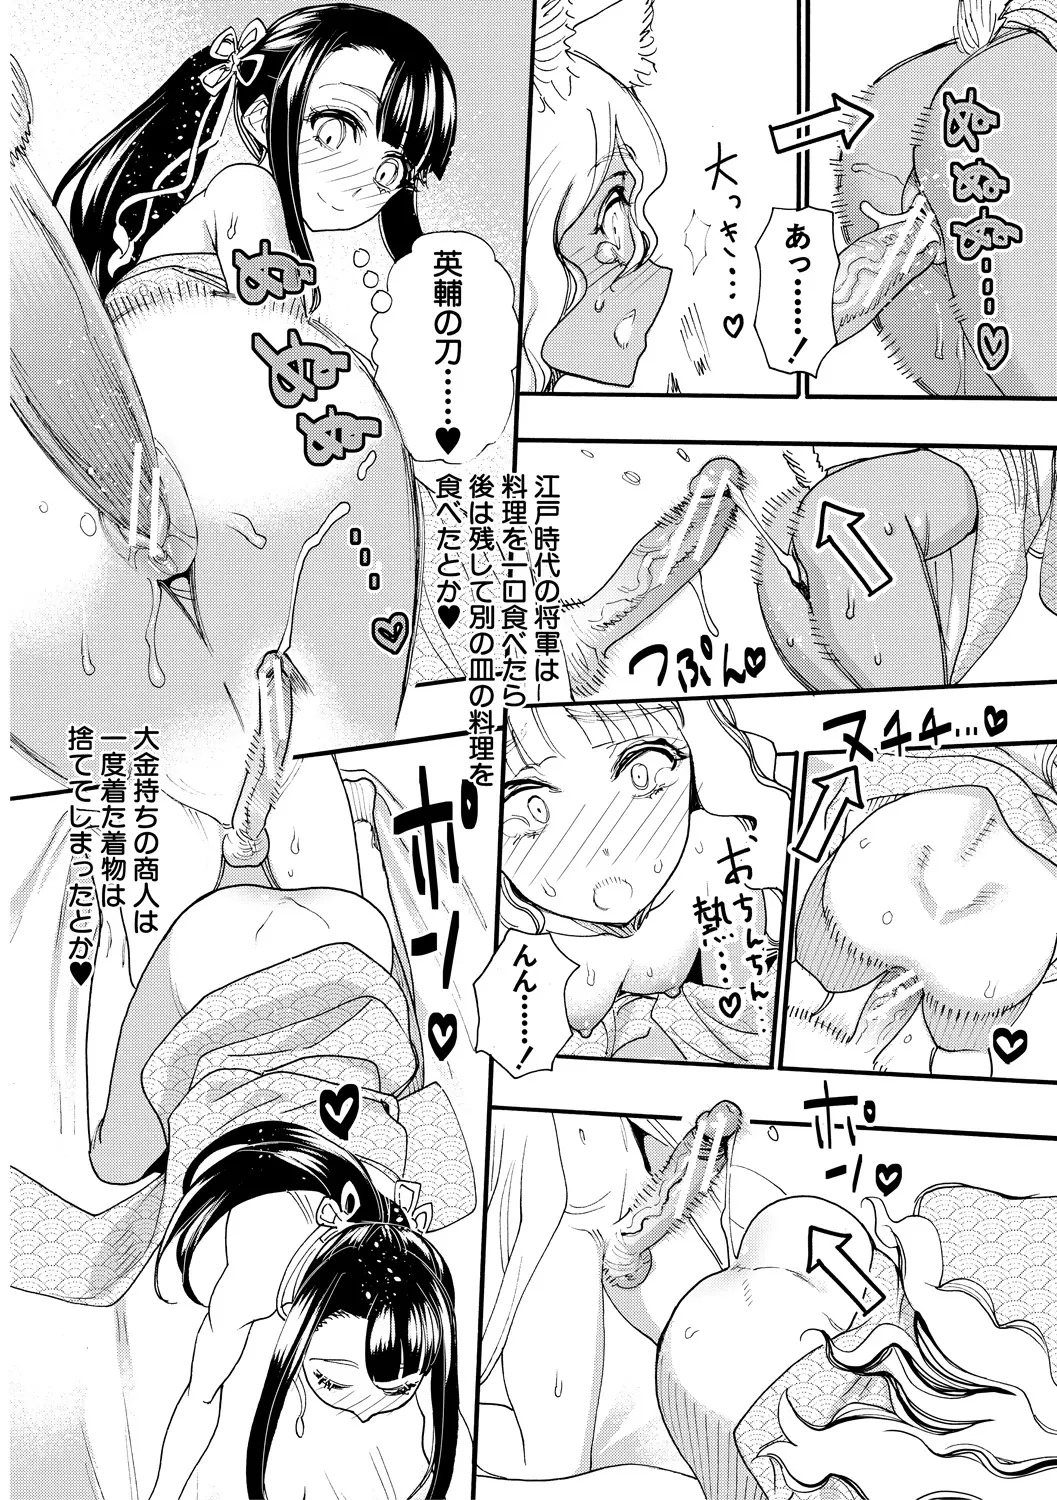 ぬぬぬ…♡
あっ……！
大っき…♡
つぷん♡
ヌチチ…♡
おちんちん…
熱…♡
んん……！
ポン♡
英輔の刀……♥
ぬぬぬ…♡
江戸時代の将軍は
料理を一口食べたら
後は残して別の皿の料理を
食べたとか♥
ポン♥
大金持ちの商人は
一度着た着物は
捨ててしまったとか♥